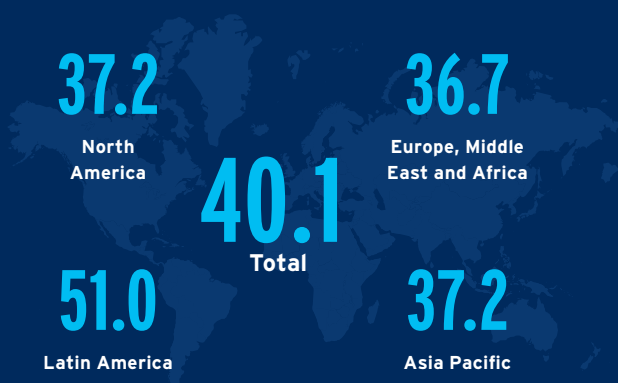 37.2
North
America
36.7
Europe, Middle
East and Africa
40.1
Total
51.0
Latin America
37.2
Asia Pacific